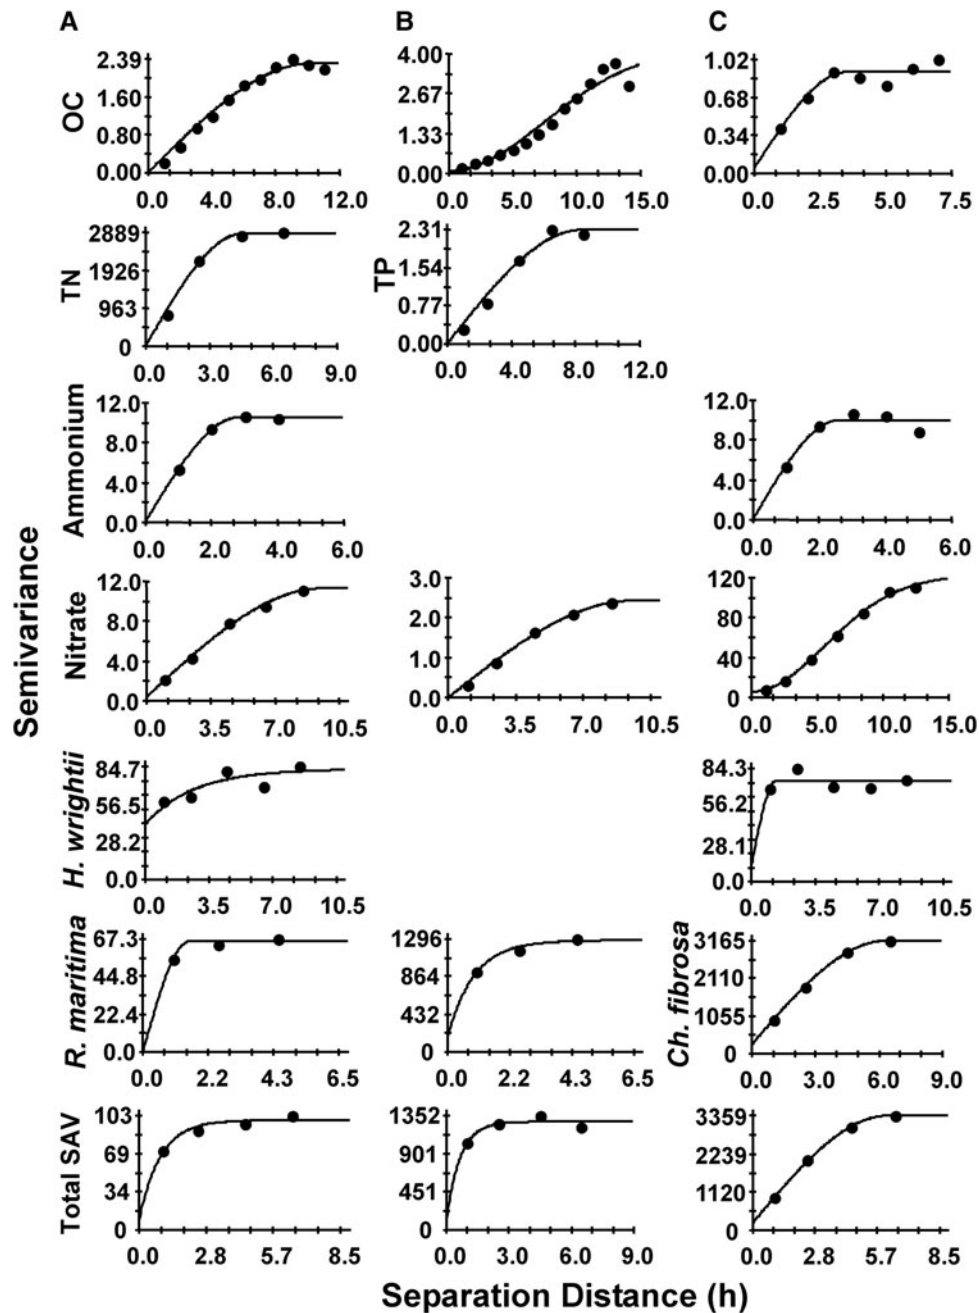 A B C
OC
2.39 4.00 1.02
1.60 2.67 0.68
0.80 1.33 0.34
0.00 0.00 0.00
0.0 4.0 8.0 12.0 0.0 5.0 10.0 15.0 0.0 2.5 5.0 7.5
TN TP
2889 2.31
1926 1.54
963 0.77
0 0.00
0.0 3.0 6.0 9.0 0.0 4.0 8.0 12.0
Ammonium
12.0 12.0
8.0 8.0
4.0 4.0
0.0 0.0
0.0 2.0 4.0 6.0 0.0 2.0 4.0 6.0
Semivariance
Nitrate
12.0 3.0 120
8.0 2.0 80
4.0 1.0 40
0.0 0.0 0
0.0 3.5 7.0 10.5 0.0 3.5 7.0 10.5 0.0 5.0 10.0 15.0
H. wrightii
84.7 84.3
56.5 56.2
28.2 28.1
0.0 0.0
0.0 3.5 7.0 10.5 0.0 3.5 7.0 10.5
R. maritima Ch. fibrosa
67.3 1296 3165
44.8 864 2110
22.4 432 1055
0.0 0 0
0.0 2.2 4.3 6.5 0.0 2.2 4.3 6.5 0.0 3.0 6.0 9.0
Total SAV
103 1352 3359
69 901 2239
34 451 1120
0 0 0
0.0 2.8 5.7 8.5 0.0 3.0 6.0 9.0 0.0 2.8 5.7 8.5
Separation Distance (h)